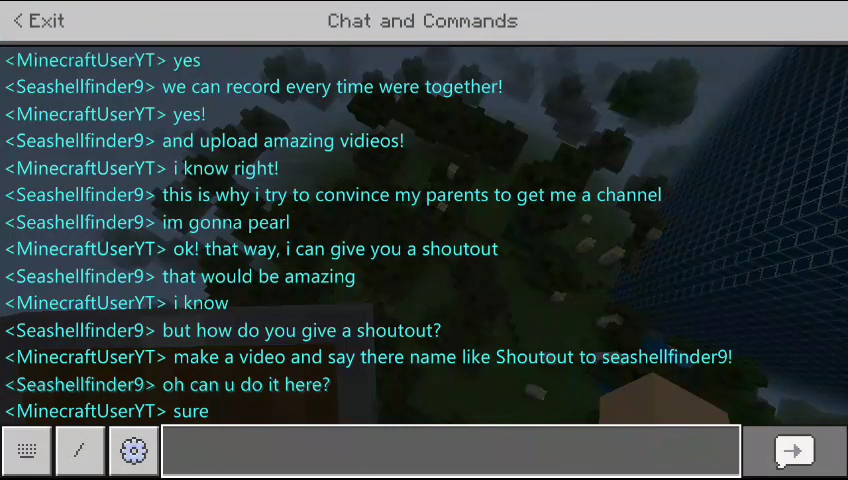 < Exit
Chat and Commands
<MinecraftUserYT> yes
<Seashellfinder9> we can record every time were together!
<MinecraftUserYT> yes!
<Seashellfinder9> and upload amazing vidieos!
<MinecraftUserYT> i know right!
<Seashellfinder9> this is why i try to convince my parents to get me a channel
<Seashellfinder9> im gonna pearl
<MinecraftUserYT> ok! that way, i can give you a shoutout
<Seashellfinder9> that would be amazing
<MinecraftUserYT> i know
<Seashellfinder9> but how do you give a shoutout?
<MinecraftUserYT> make a video and say there name like Shoutout to seashellfinder9!
<Seashellfinder9> oh can u do it here?
<MinecraftUserYT> sure
/